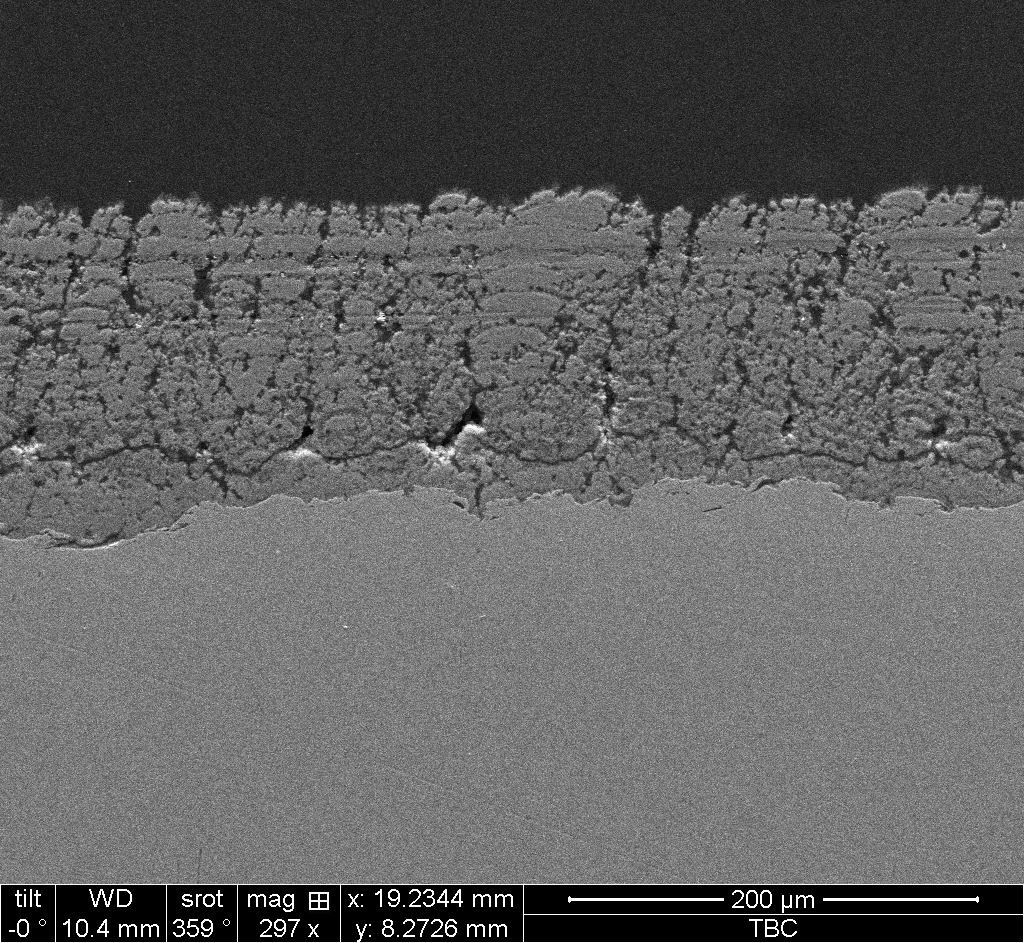 tilt WD srot mag x: 19.2344 mm 200 µm
-0 ° 10.4 mm 359 ° 297 x y: 8.2726 mm TBC